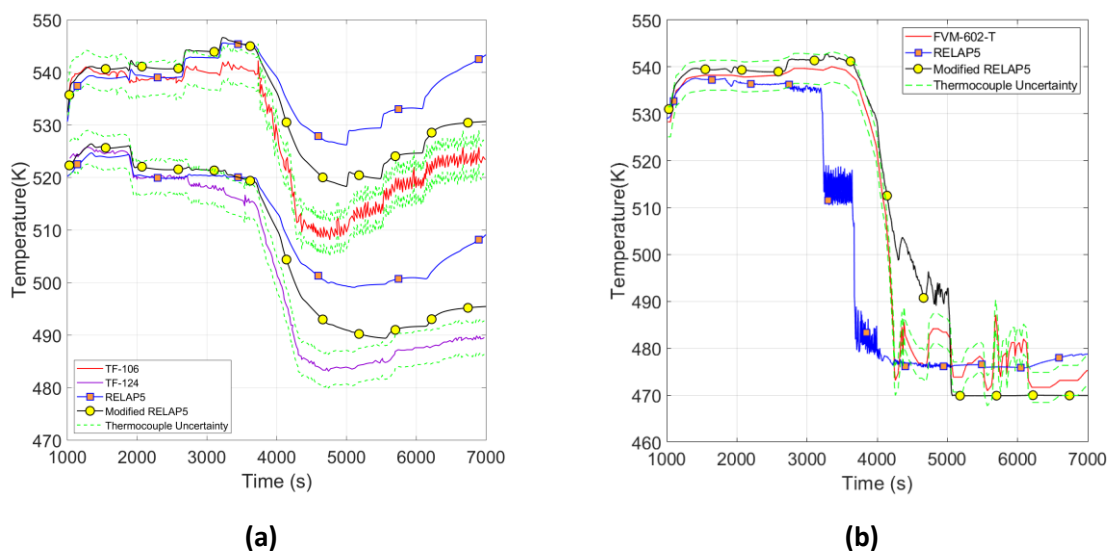 550
540
530
520
510
500
490
480
470
Temperature(K)
1000 2000 3000 4000 5000 6000 7000
Time (s)
TF-106
TF-124
RELAP5
Modified RELAP5
Thermocouple Uncertainty
(a)
550
540
530
520
510
500
490
480
470
460
Temperature(K)
1000 2000 3000 4000 5000 6000 7000
Time (s)
FVM-602-T
RELAP5
Modified RELAP5
Thermocouple Uncertainty
(b)